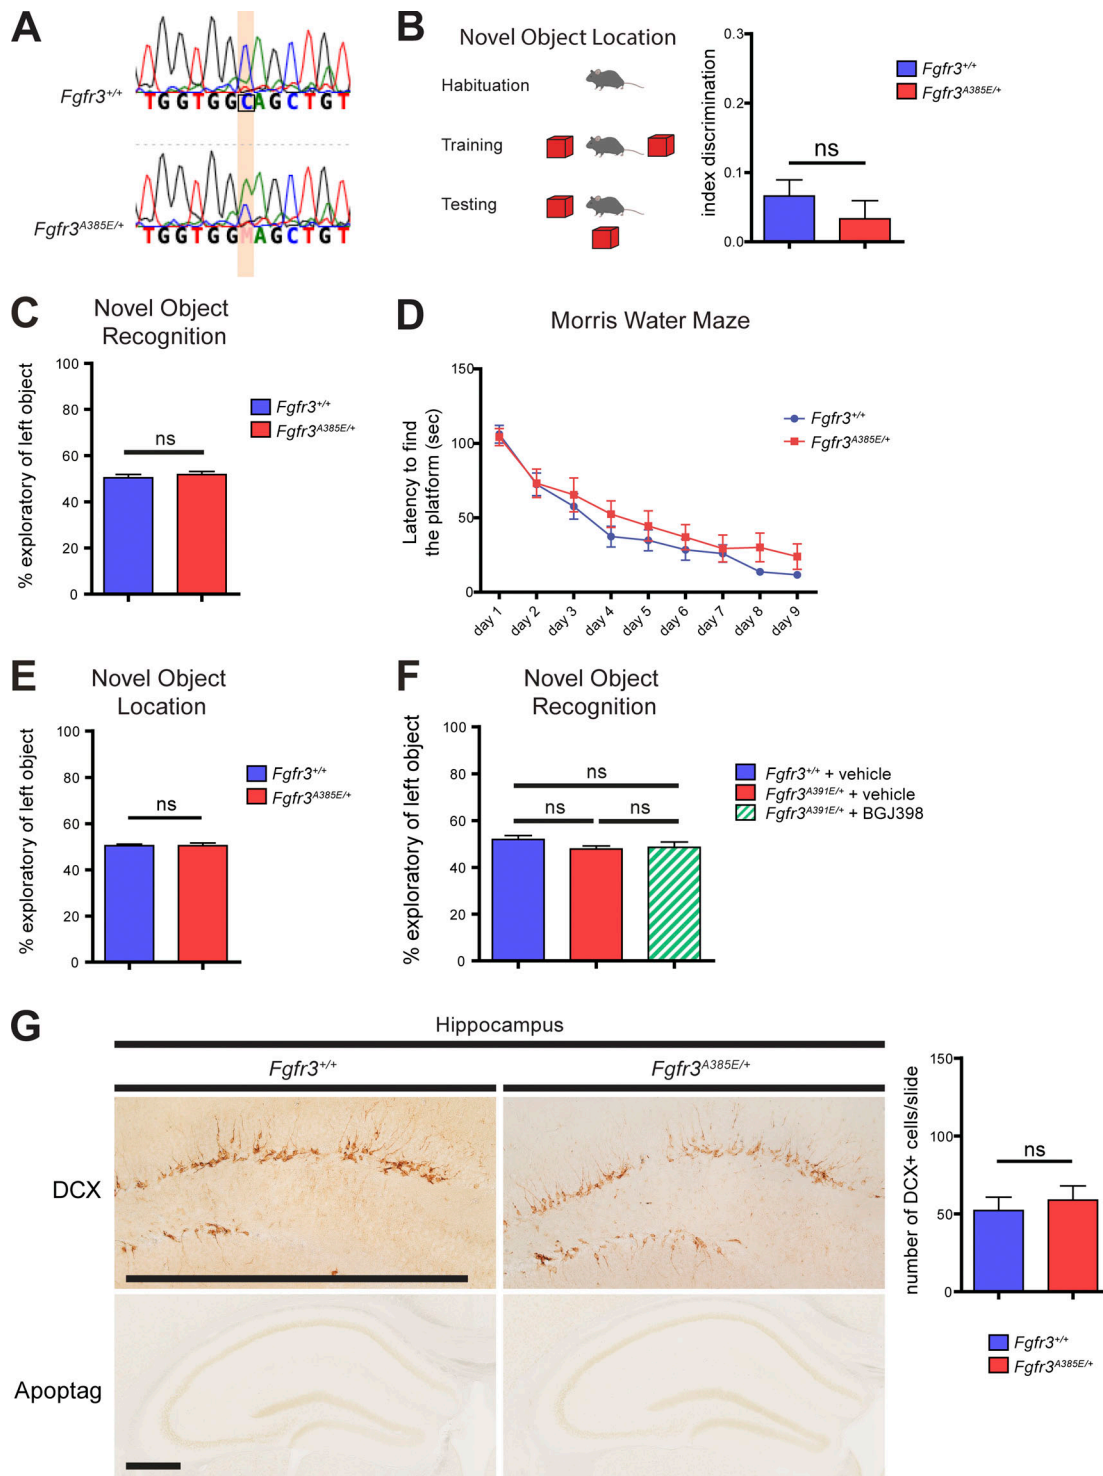 A
Fgfr3+/+
TGGTGGCAGCTGT
Fgfr3A385E/+
TGGTGGMAGCTGT
B
Novel Object Location
Habituation
Training
Testing
index discrimination
0.3
0.2
0.1
0.0
ns
Fgfr3+/+
Fgfr3A385E/+
C
Novel Object
Recognition
% exploratory of left object
100
80
60
40
20
0
ns
Fgfr3+/+
Fgfr3A385E/+
D
Morris Water Maze
Latency to find
the platform (sec)
150
100
50
0
day 1
day 2
day 3
day 4
day 5
day 6
day 7
day 8
day 9
Fgfr3+/+
Fgfr3A385E/+
E
Novel Object
Location
% exploratory of left object
100
80
60
40
20
0
ns
Fgfr3+/+
Fgfr3A385E/+
F
Novel Object
Recognition
% exploratory of left object
100
80
60
40
20
0
ns
ns
ns
Fgfr3+/+ + vehicle
Fgfr3A391E/+ + vehicle
Fgfr3A391E/+ + BGJ398
G
Hippocampus
Fgfr3+/+
Fgfr3A385E/+
DCX
Apoptag
number of DCX+ cells/slide
150
100
50
0
ns
Fgfr3+/+
Fgfr3A385E/+